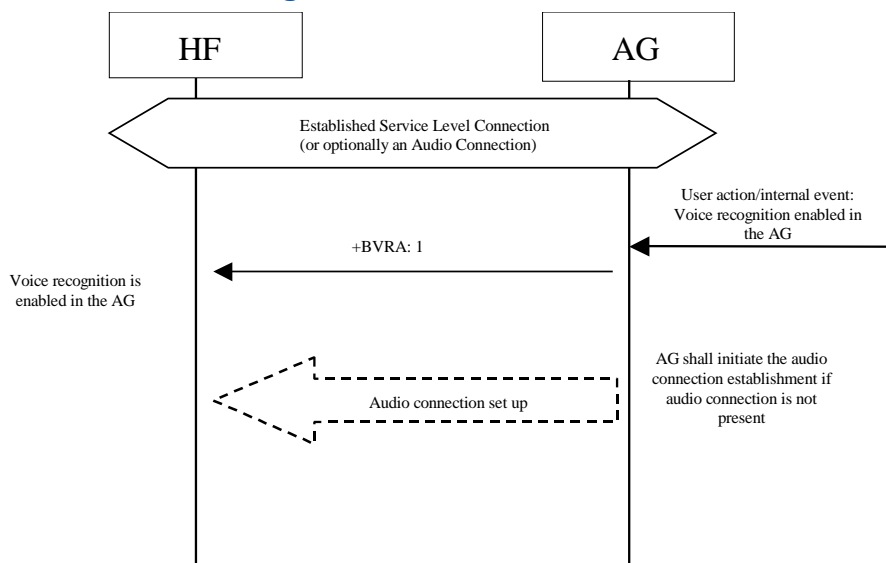 HF
AG
Established Service Level Connection
(or optionally an Audio Connection)
User action/internal event:
Voice recognition enabled in
the AG
+BVRA: 1
Voice recognition is
enabled in the AG
AG shall initiate the audio
connection establishment if
audio connection is not
present
Audio connection set up